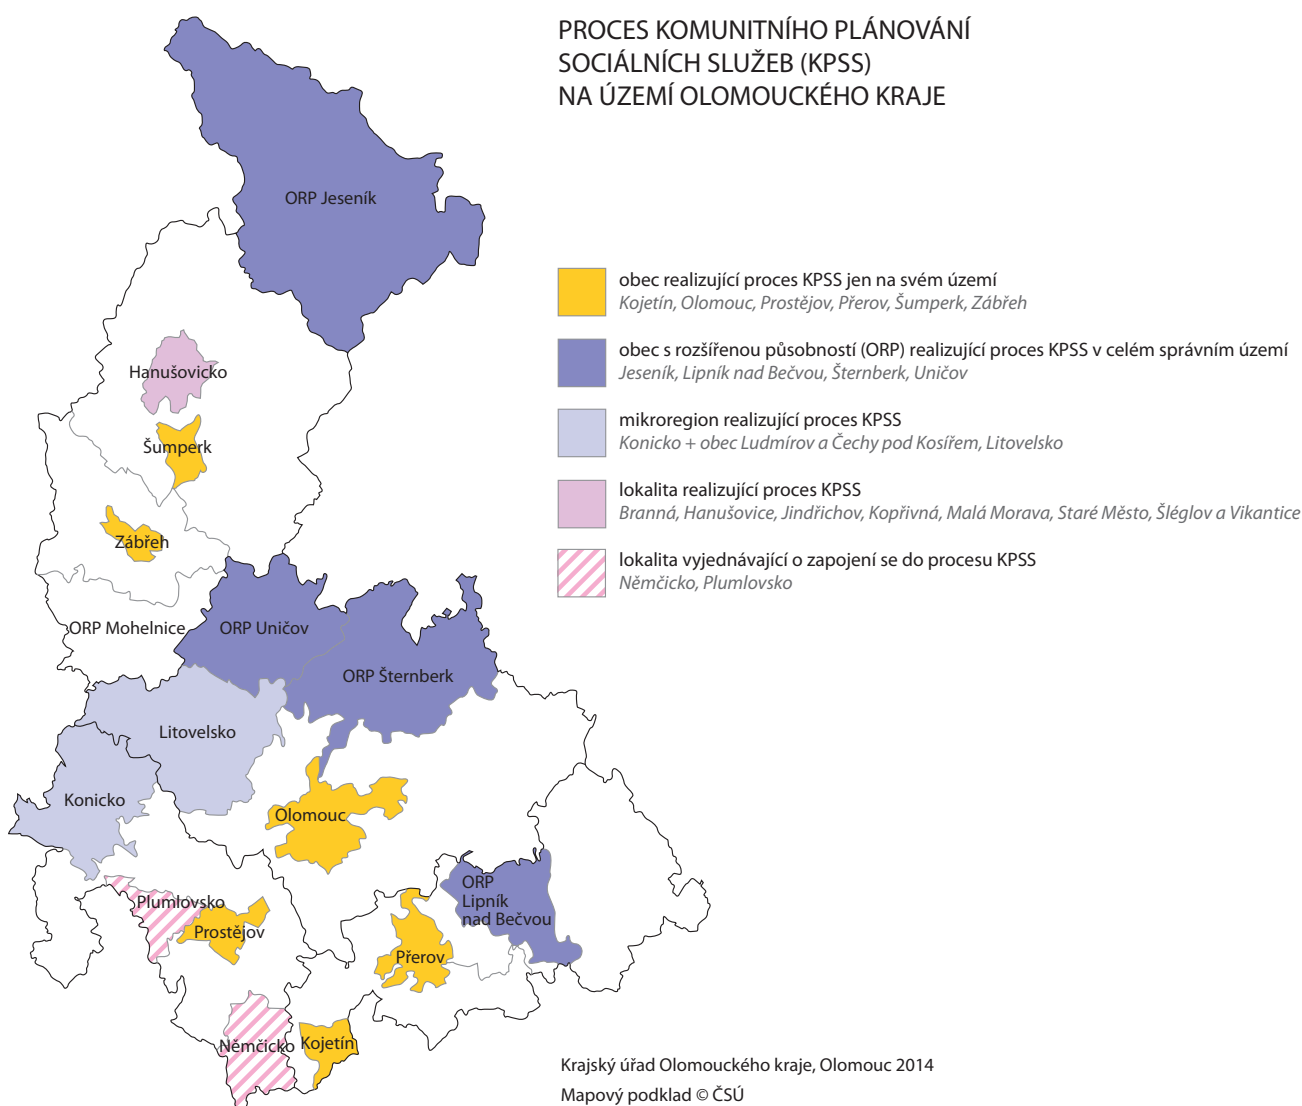 PROCES KOMUNITNÍHO PLÁNOVÁNÍ
SOCIÁLNÍCH SLUŽEB (KPSS)
NA ÚZEMÍ OLOMOUCKÉHO KRAJE
ORP Jeseník
obec realizující proces KPSS jen na svém území
Kojetín, Olomouc, Prostějov, Přerov, Šumperk, Zábřeh
obec s rozšířenou působností (ORP) realizující proces KPSS v celém správním území
Jeseník, Lipník nad Bečvou, Šternberk, Uničov
mikroregion realizující proces KPSS
Konicko + obec Ludmírov a Čechy pod Kosířem, Litovelsko
lokalita realizující proces KPSS
Branná, Hanušovice, Jindřichov, Kopřivná, Malá Morava, Staré Město, Šléglov a Vikantice
lokalita vyjednávající o zapojení se do procesu KPSS
Němčicko, Plumlovsko
Hanušovicko
Šumperk
Zábřeh
ORP Mohelnice
ORP Uničov
ORP Šternberk
Litovelsko
Konicko
Olomouc
ORP
Lipník
nad Bečvou
Plumlovsko
Prostějov
Přerov
Němčicko
Kojetín
Krajský úřad Olomouckého kraje, Olomouc 2014
Mapový podklad © ČSÚ